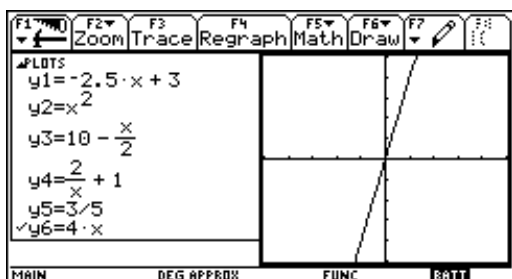 F1 F2 F3 F4 F5 F6 F7
Zoom Trace Regraph Math Draw
PLOTS
y1=-2.5·x + 3
y2=x²
y3=10 - x/2
y4=2/x + 1
y5=3/5
✓y6=4·x
MAIN DEG APPROX FUNC BATT